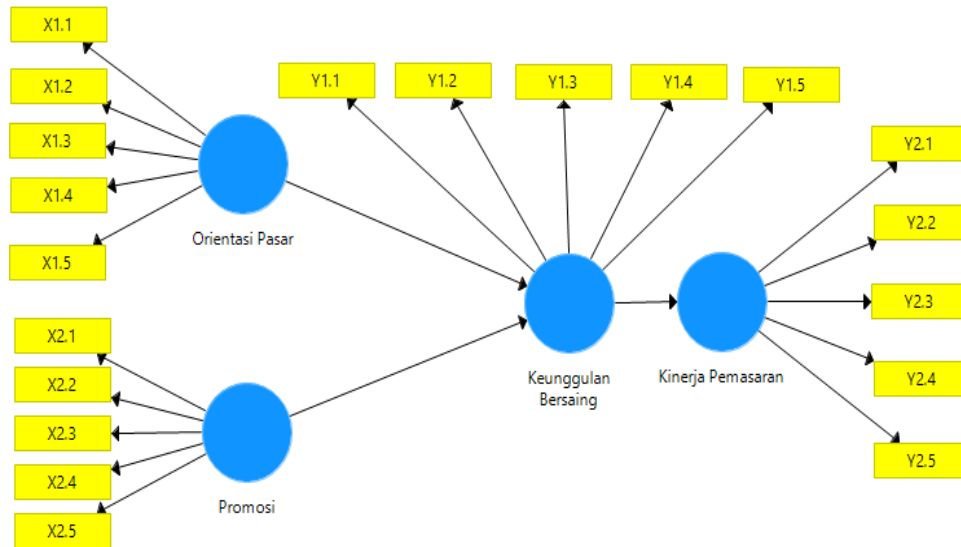 X1.1
X1.2
X1.3
X1.4
X1.5
Orientasi Pasar
X2.1
X2.2
X2.3
X2.4
X2.5
Promosi
Y1.1
Y1.2
Y1.3
Y1.4
Y1.5
Keunggulan
Bersaing
Kinerja Pemasaran
Y2.1
Y2.2
Y2.3
Y2.4
Y2.5